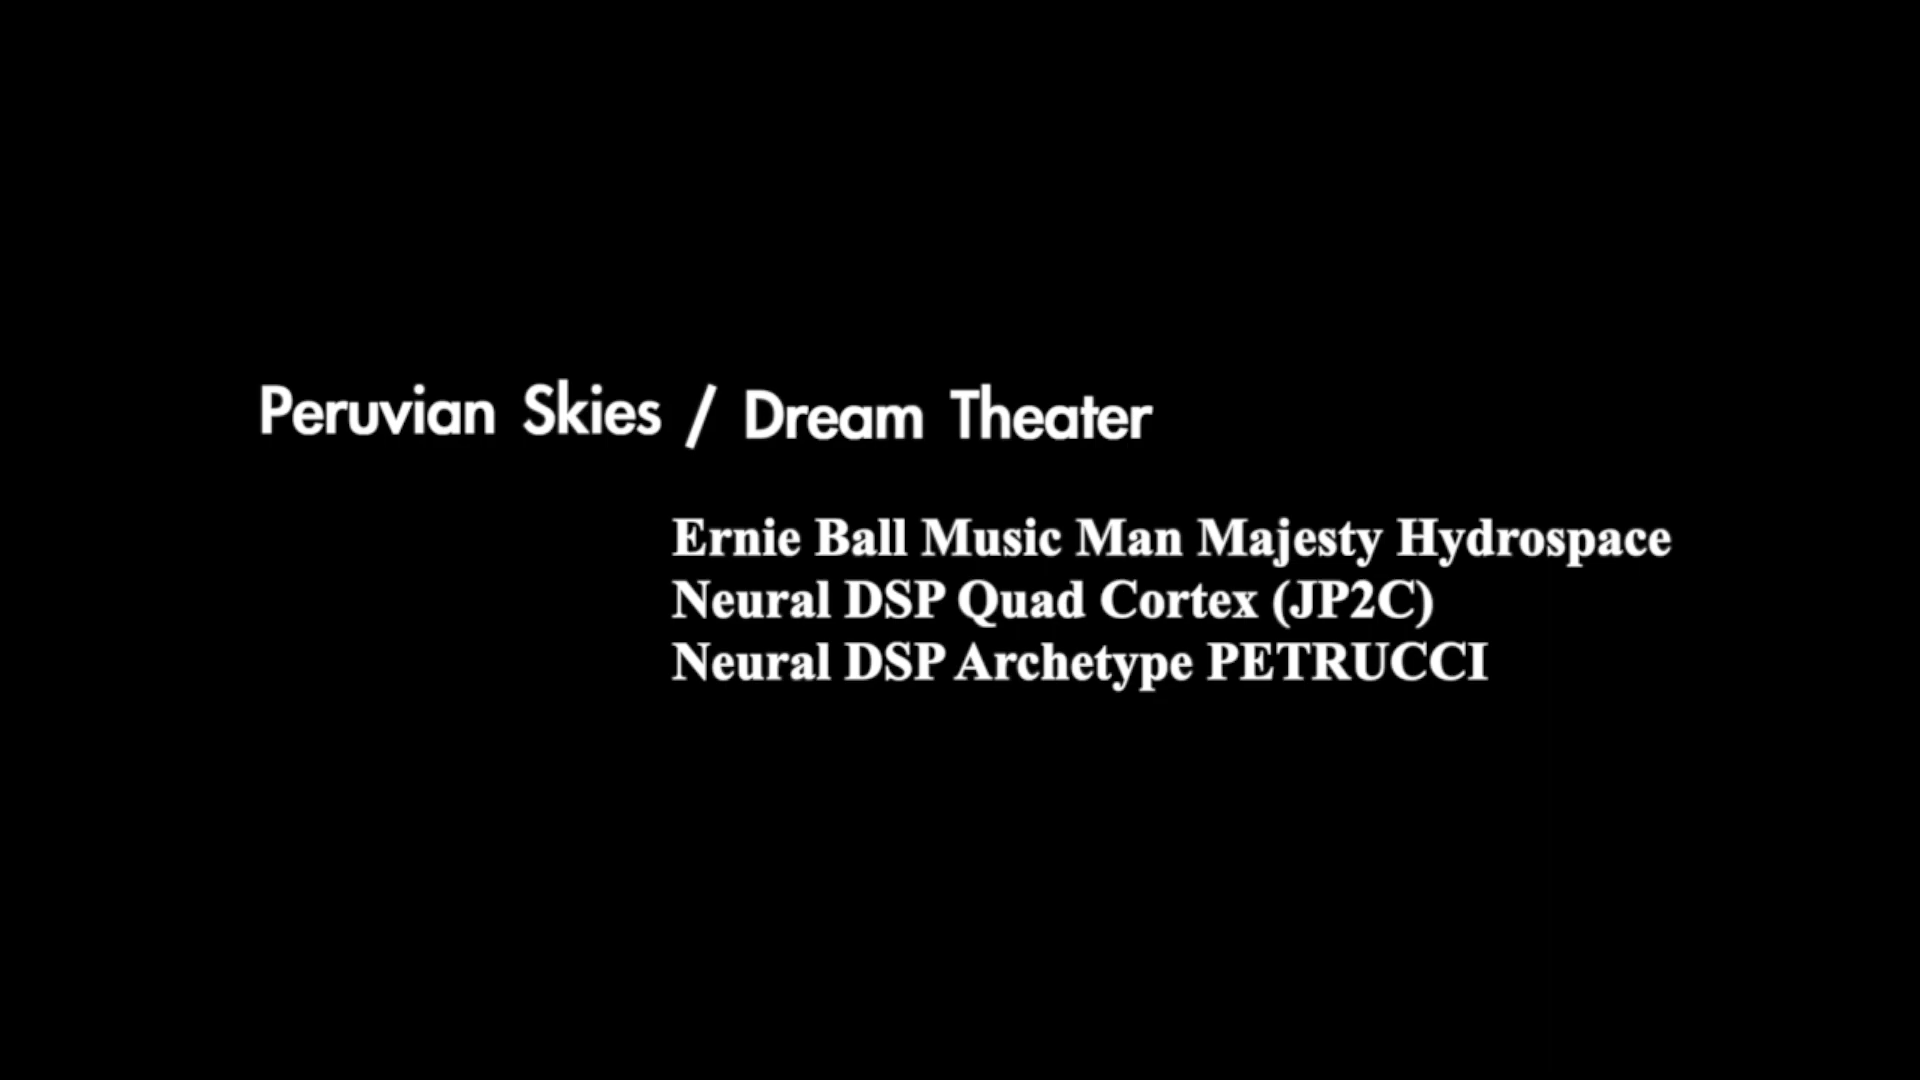 Peruvian Skies / Dream Theater
Ernie Ball Music Man Majesty Hydrospace
Neural DSP Quad Cortex (JP2C)
Neural DSP Archetype PETRUCCI